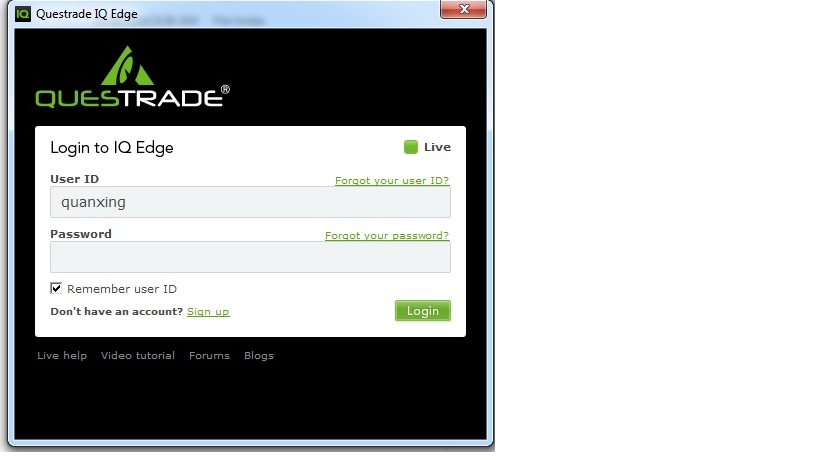 IQ Questrade IQ Edge
QUESTRADE®
Login to IQ Edge
Live
User ID
Forgot your user ID?
quanxing
Password
Forgot your password?
Remember user ID
Don't have an account? Sign up
Login
Live help Video tutorial Forums Blogs